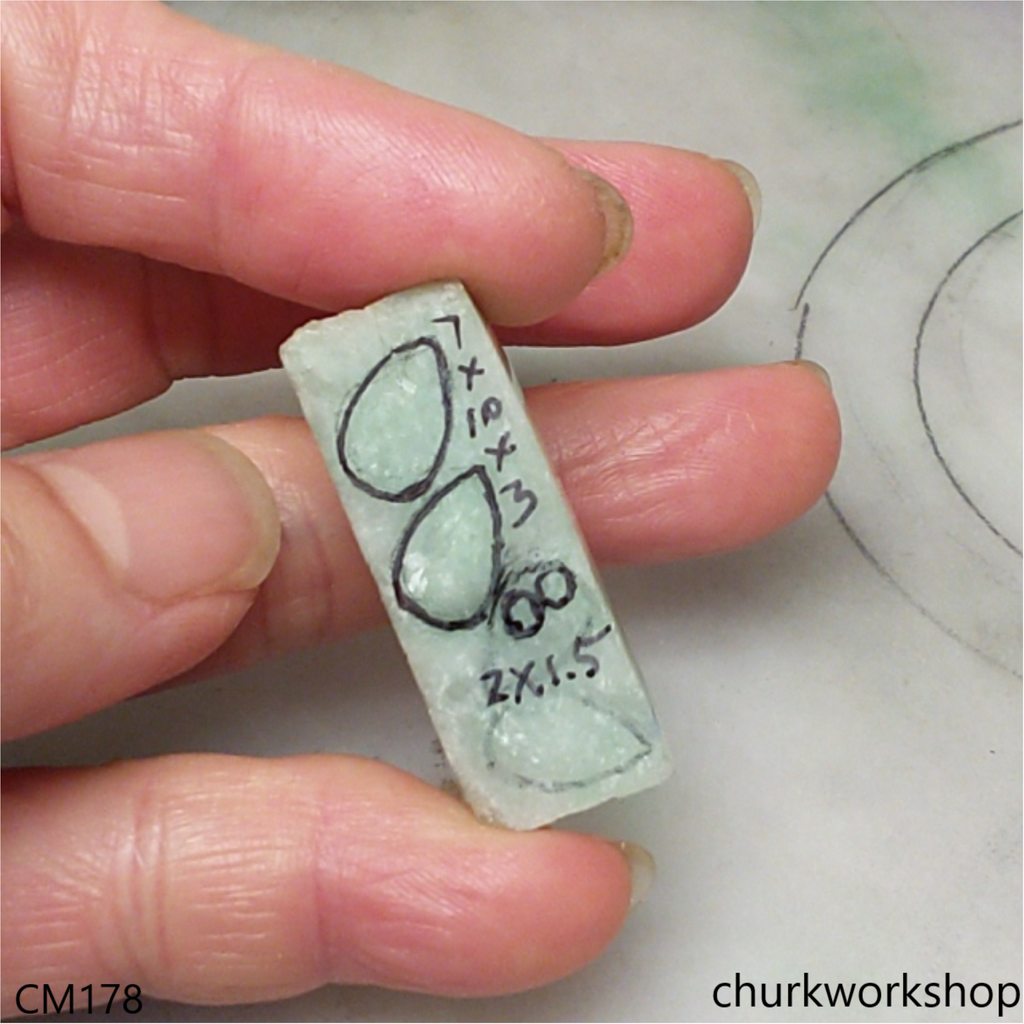 7 x 10 x 3
2x1.5
CM178
churkworkshop